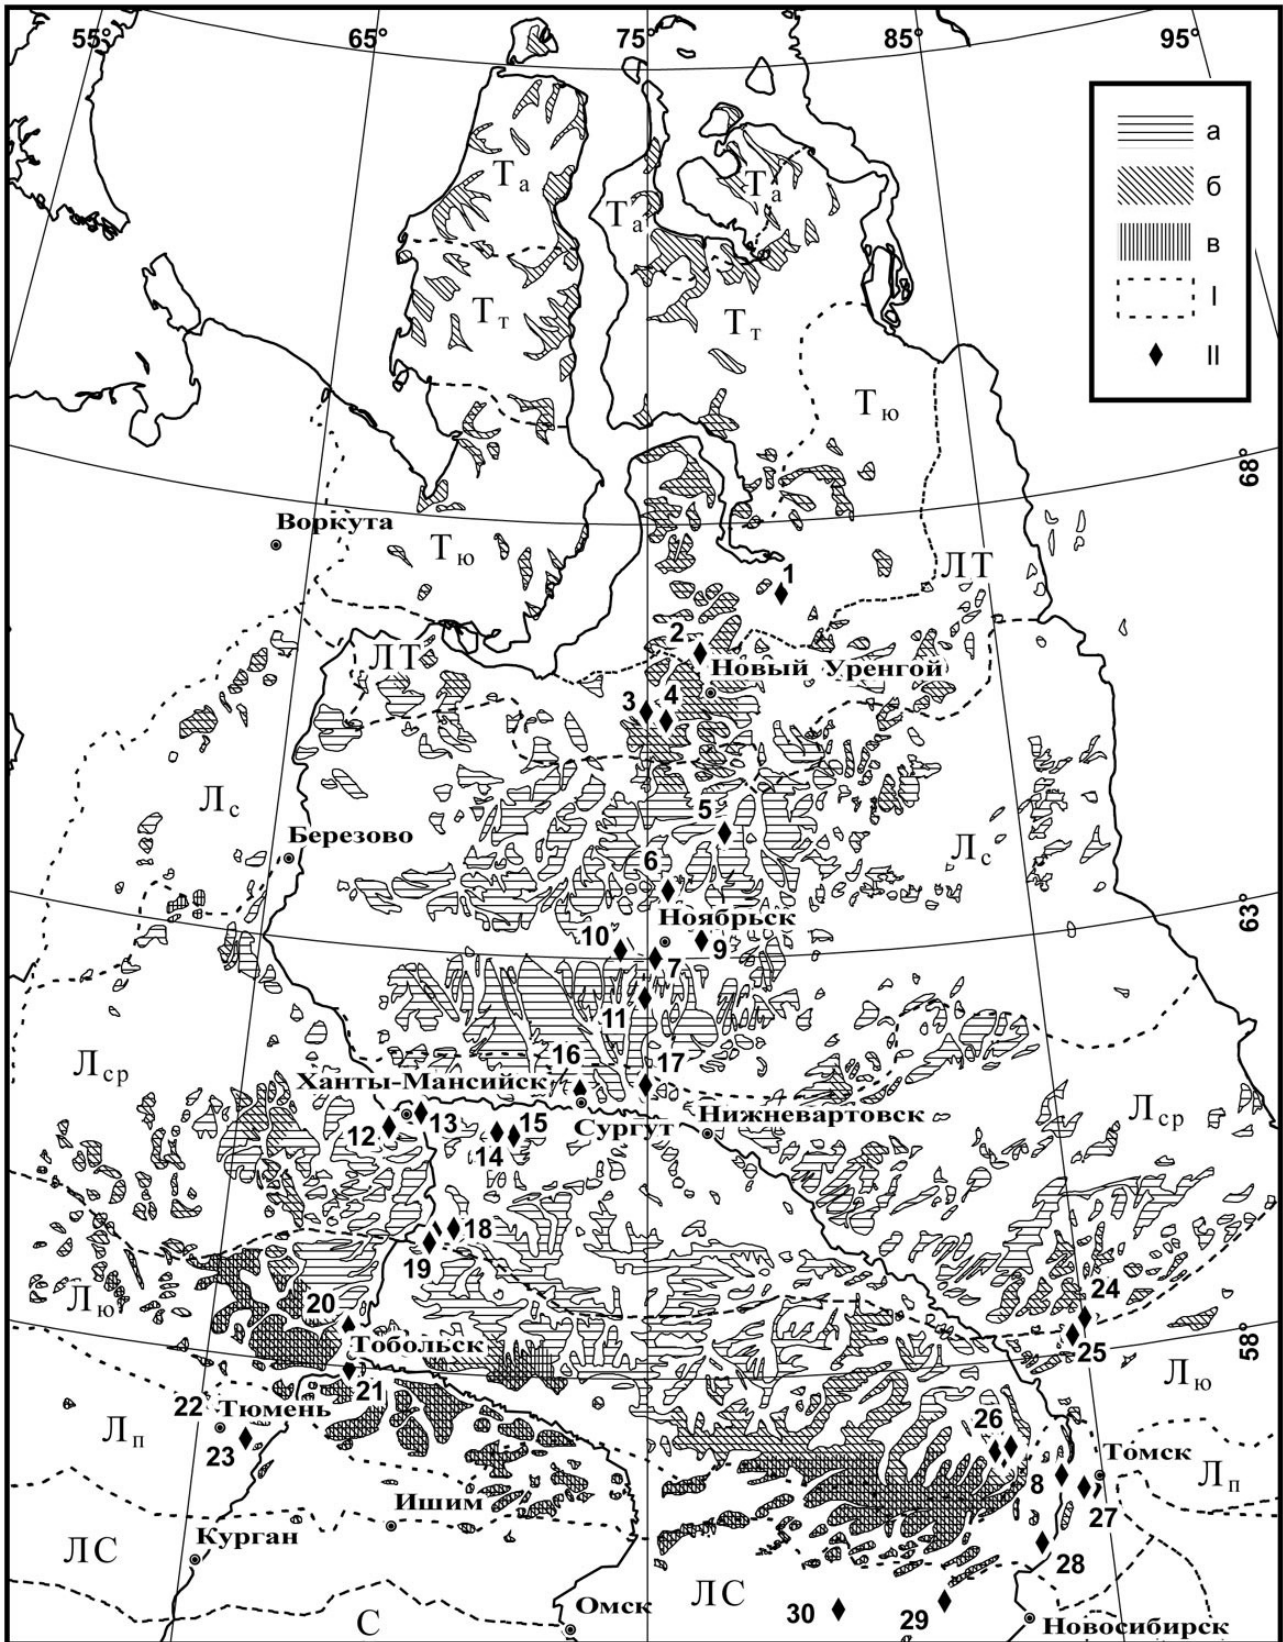 55° 65° 75° 85° 95°
а
б
в
I
II
Та
Та
Та
Тт
Тт
Тю
68°
Воркута
Тю
ЛТ
1
2
ЛТ
Новый Уренгой
3 4
Лс
5
Березово
Лс
6
Ноябрьск
63°
10
9
7
11
16 17
Лср
Ханты-Мансийск
Нижневартовск
Лср
13 15
Сургут
12
14
18
19
24
Лю
20
Тобольск
58°
25
21
Лю
22 Тюмень
26
Лп
23
Томск
8
Лп
Ишим
27
Курган
ЛС
28
ЛС
Омск
30 29
С
Новосибирск